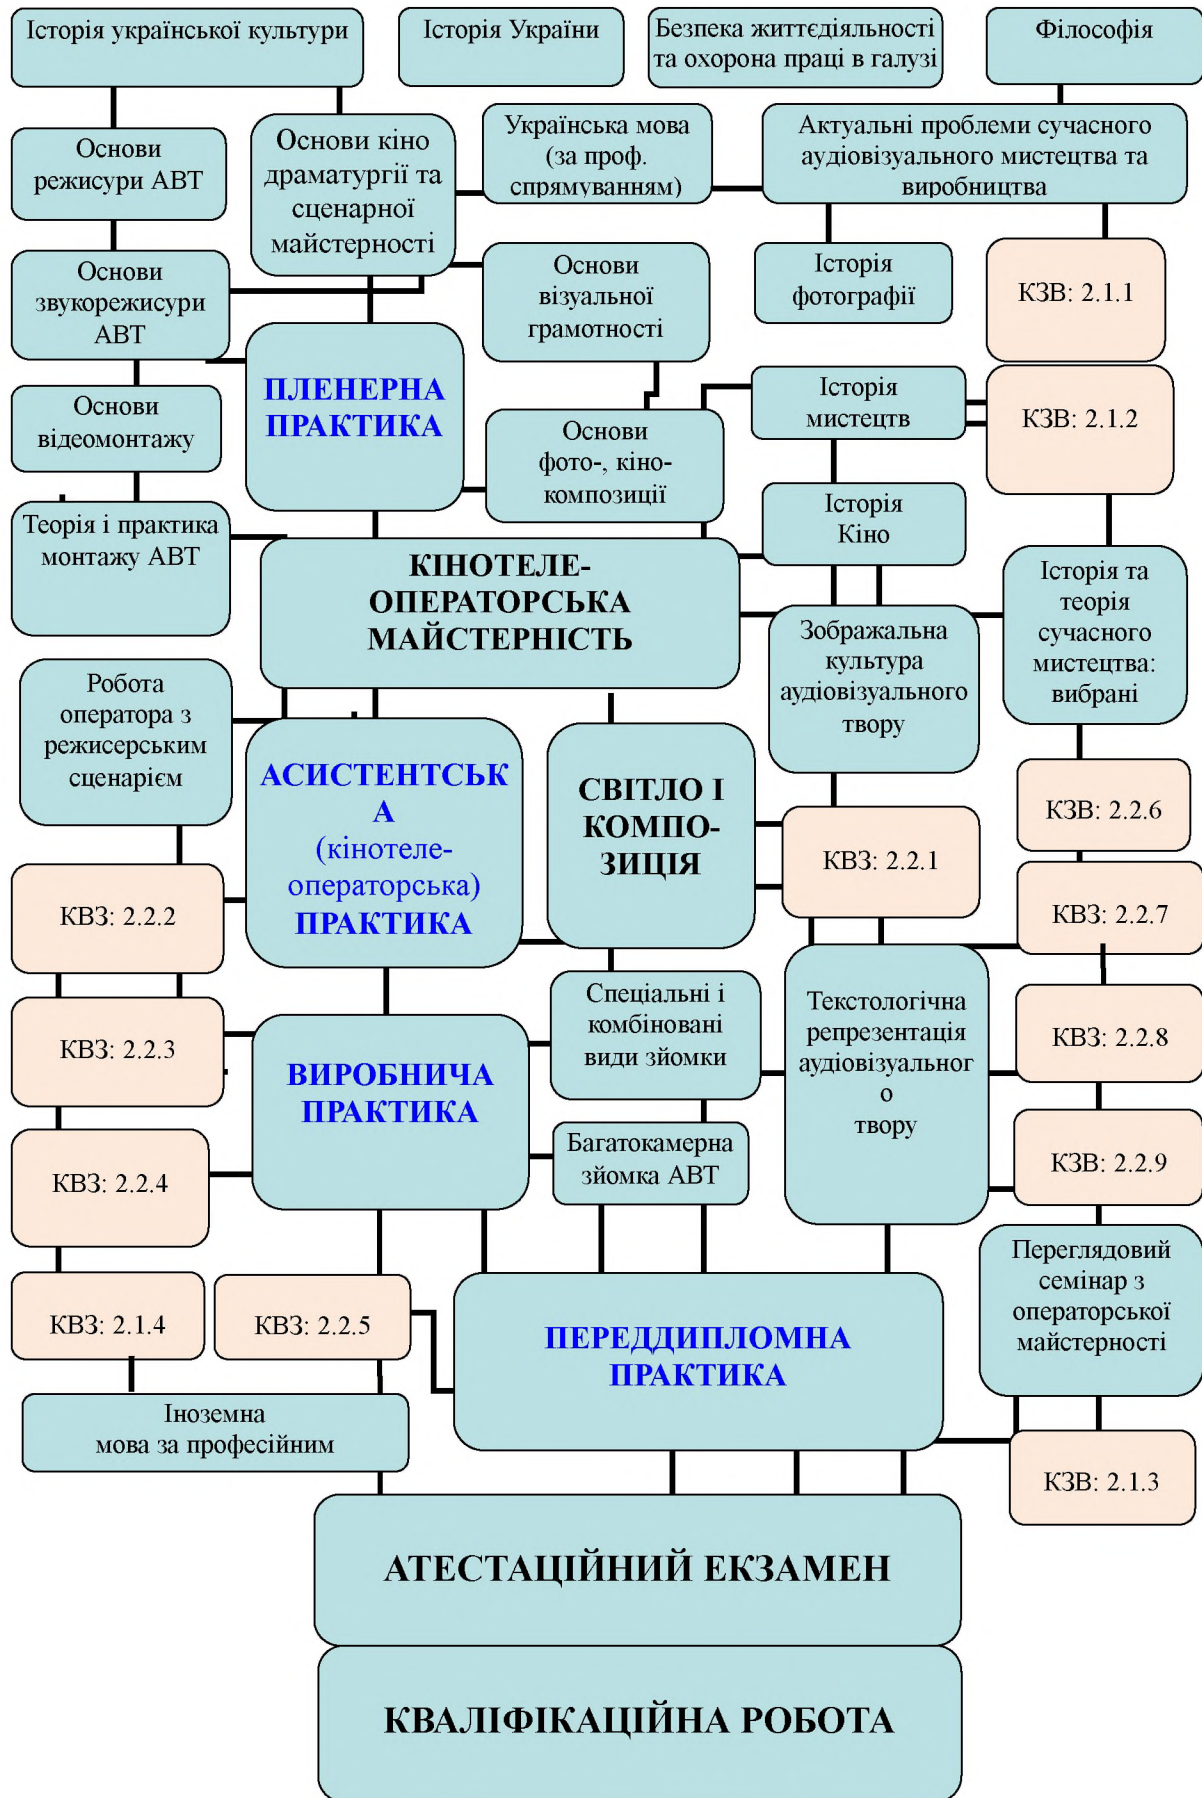 Історія української культури
Історія України
Безпека життєдіяльності
та охорона праці в галузі
Філософія
Основи
режисури АВТ
Основи кіно
драматургії та
сценарної
майстерності
Українська мова
(за проф.
спрямуванням)
Актуальні проблеми сучасного
аудіовізуального мистецтва та
виробництва
Основи
звукорежисури
АВТ
Основи
візуальної
грамотності
Історія
фотографії
КЗВ: 2.1.1
ПЛЕНЕРНА
ПРАКТИКА
Основи
відеомонтажу
Основи
фото-, кіно-
композиції
Історія
мистецтв
КЗВ: 2.1.2
Теорія і практика
монтажу АВТ
Історія
Кіно
КІНОТЕЛЕ-
ОПЕРАТОРСЬКА
МАЙСТЕРНІСТЬ
Історія та
теорія
сучасного
мистецтва:
вибрані
Зображальна
культура
аудіовізуального
твору
Робота
оператора з
режисерським
сценарієм
АСИСТЕНТСЬК
А
(кінотеле-
операторська)
ПРАКТИКА
СВІТЛО І
КОМПО-
ЗИЦІЯ
КЗВ: 2.2.6
КВЗ: 2.2.1
КВЗ: 2.2.2
КВЗ: 2.2.7
Спеціальні і
комбіновані
види зйомки
Текстологічна
репрезентація
аудіовізуальног
о
твору
КВЗ: 2.2.3
КВЗ: 2.2.8
ВИРОБНИЧА
ПРАКТИКА
Багатокамерна
зйомка АВТ
КВЗ: 2.2.4
КЗВ: 2.2.9
Переглядовий
семінар з
операторської
майстерності
КВЗ: 2.1.4
КВЗ: 2.2.5
ПЕРЕДДИПЛОМНА
ПРАКТИКА
Іноземна
мова за професійним
КЗВ: 2.1.3
АТЕСТАЦІЙНИЙ ЕКЗАМЕН
КВАЛІФІКАЦІЙНА РОБОТА